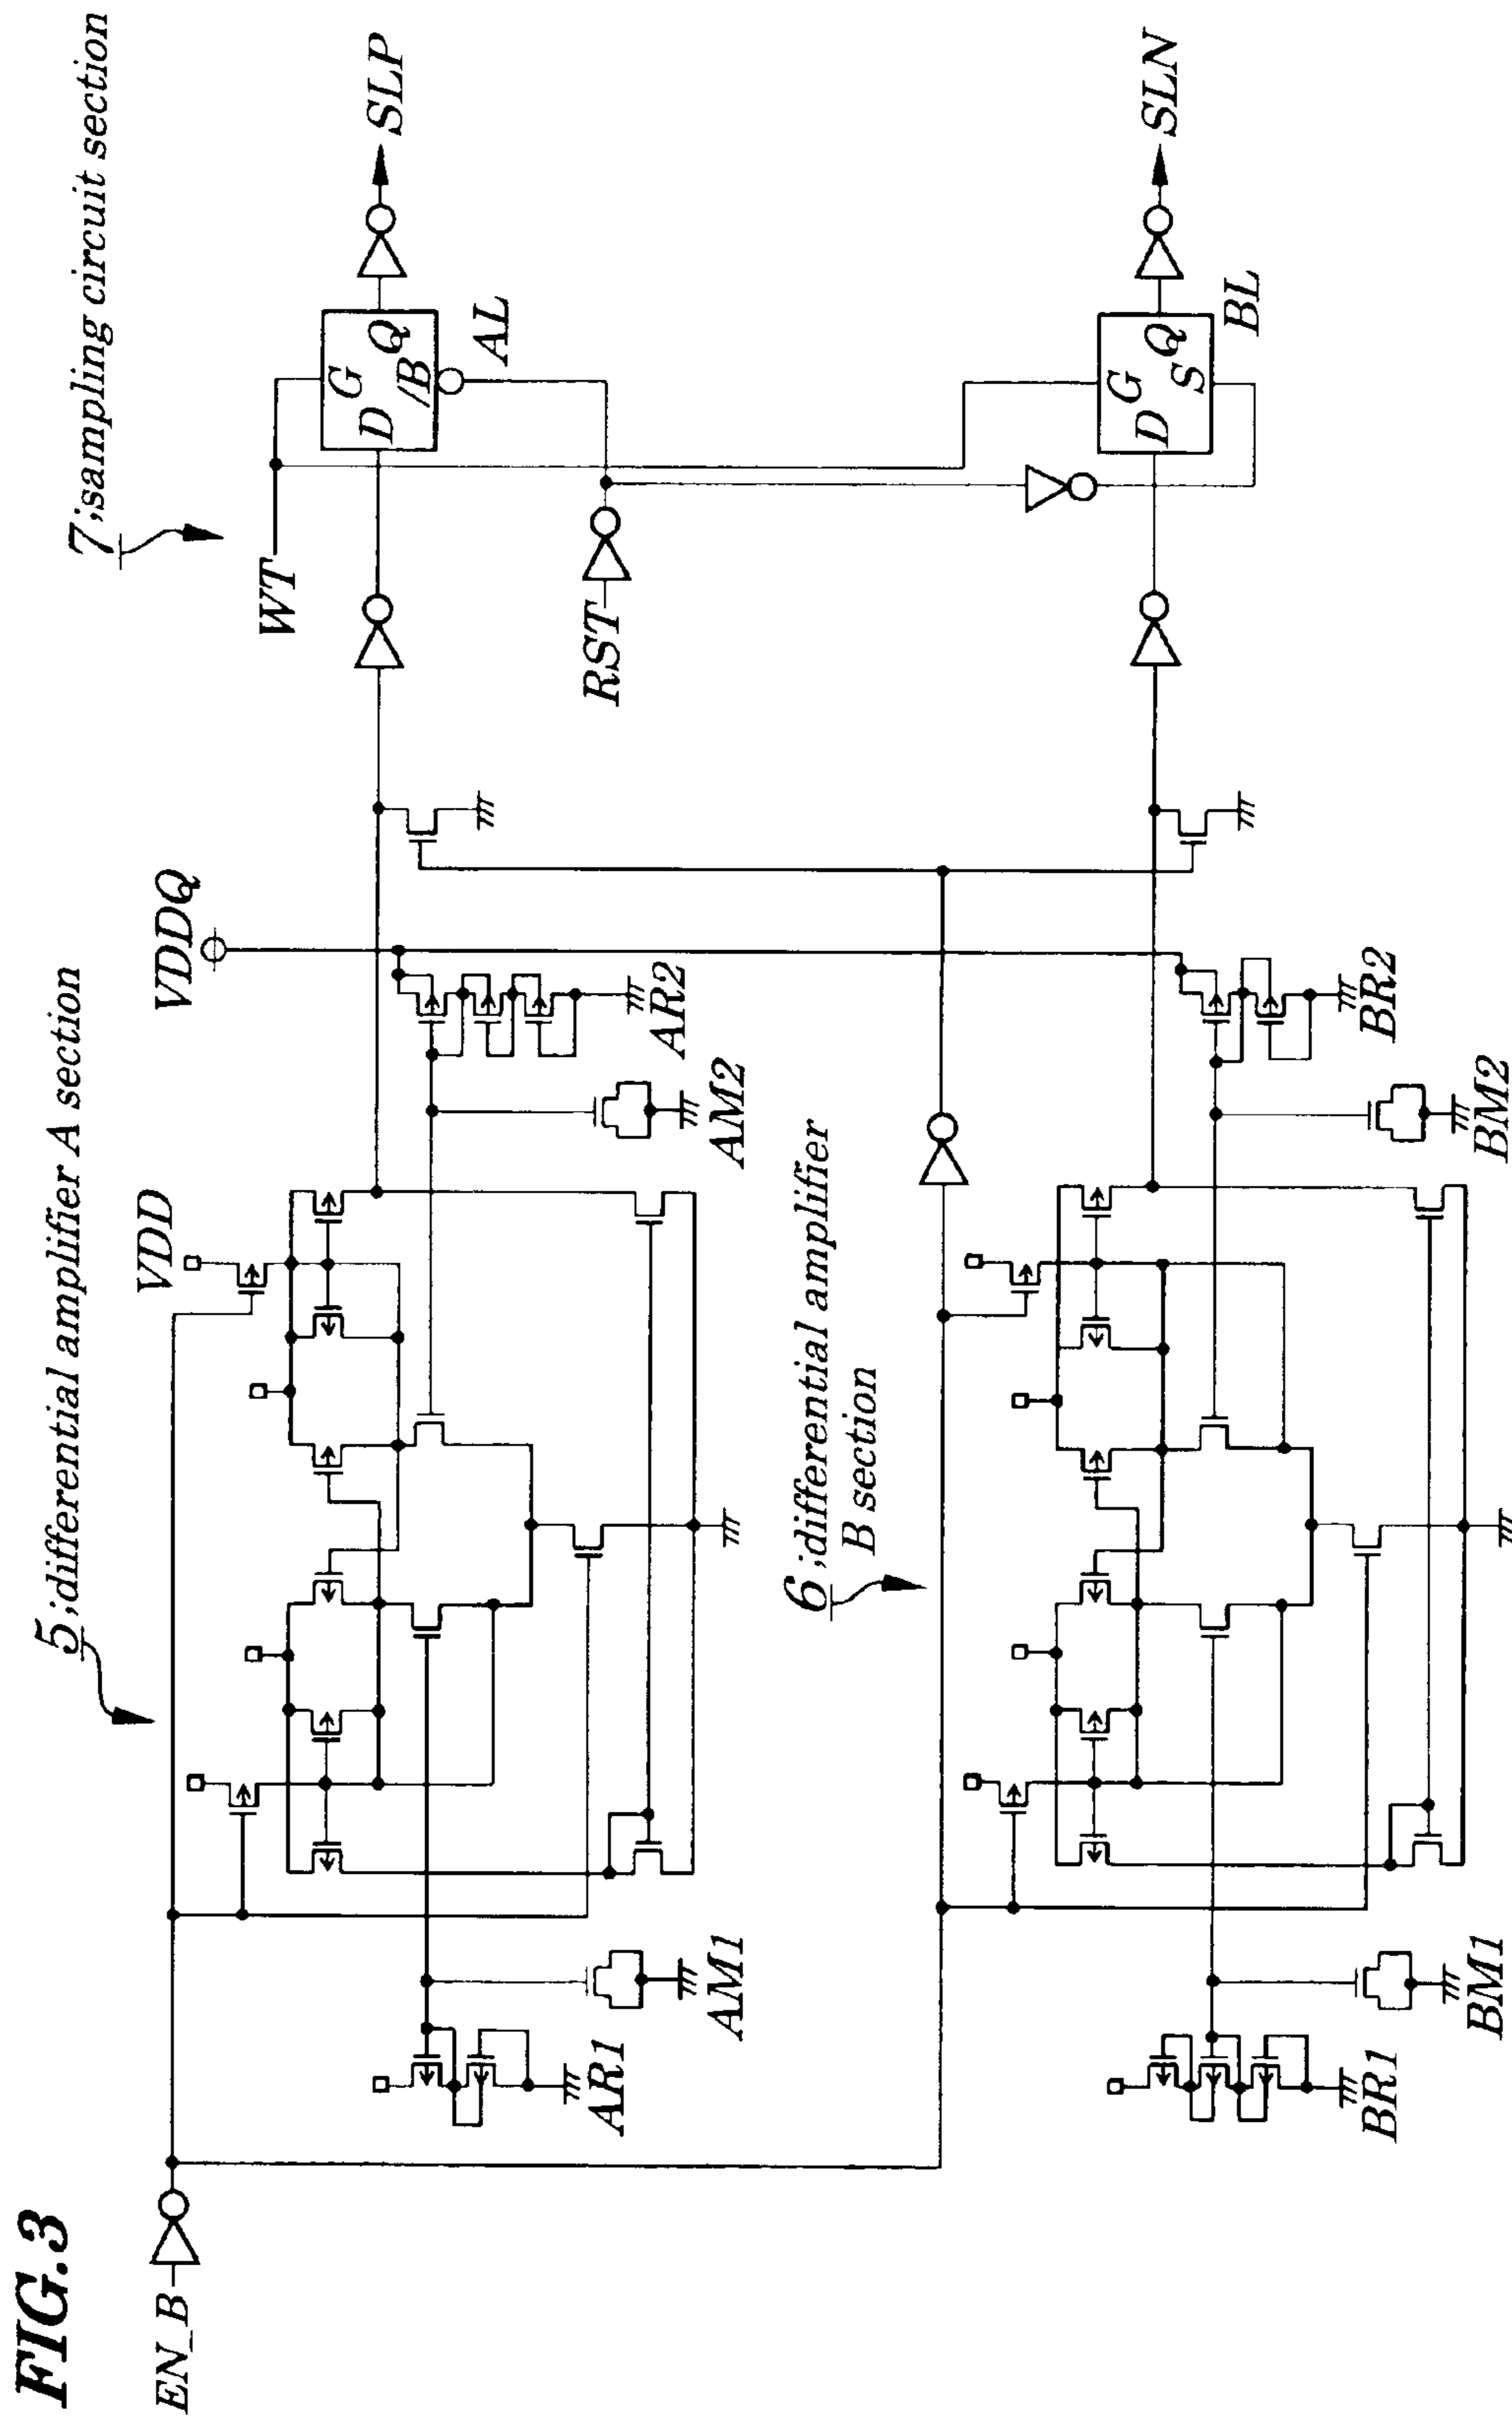 FIG.3
7;sampling circuit section
5;differential amplifier A section
VDD
VDDQ
WT
EN_B
D
G
Q
/B
AL
SLP
RST
AR1
AM1
AM2
AR2
6;differential amplifier
B section
D
G
Q
S
BL
SLN
BR1
BM1
BM2
BR2